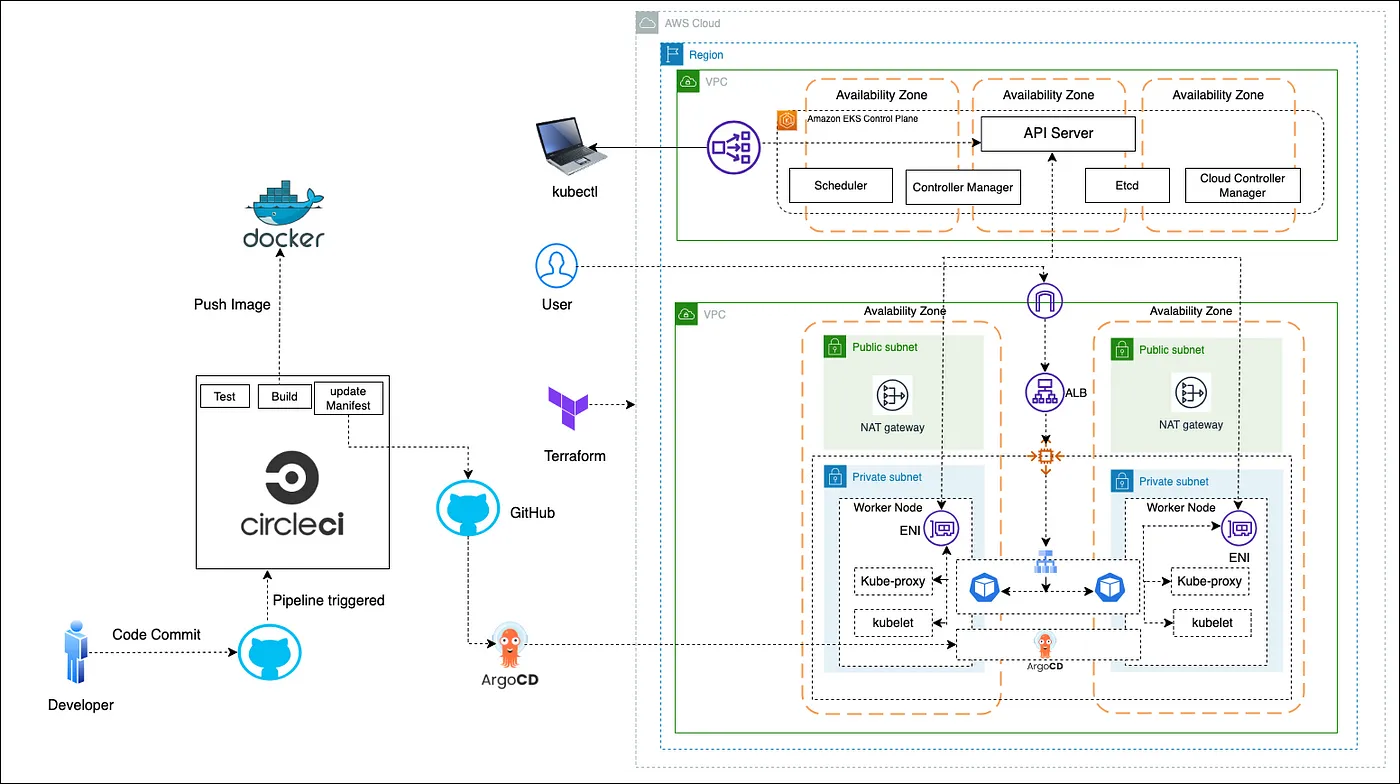 AWS Cloud
Region
VPC
Availability Zone
Availability Zone
Availability Zone
Amazon EKS Control Plane
API Server
Scheduler
Controller Manager
Etcd
Cloud Controller
Manager
kubectl
docker
Push Image
User
Test
Build
update
Manifest
circleci
Terraform
GitHub
Pipeline triggered
Code Commit
Developer
ArgoCD
VPC
Avalability Zone
Avalability Zone
Public subnet
NAT gateway
ALB
Public subnet
NAT gateway
Private subnet
Worker Node
ENI
Kube-proxy
kubelet
Private subnet
Worker Node
ENI
Kube-proxy
kubelet
ArgoCD